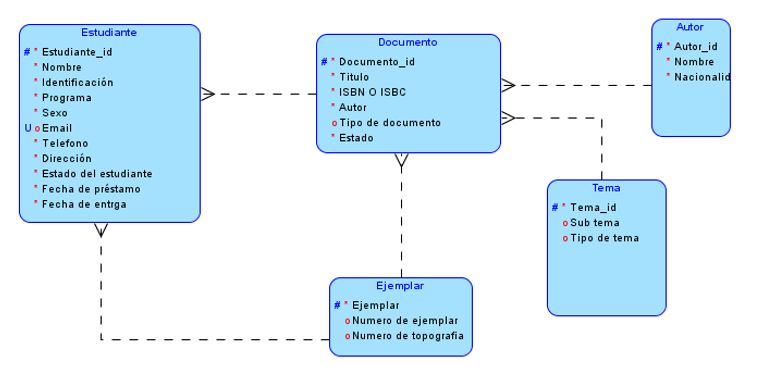 Estudiante
# * Estudiante_id
* Nombre
* Identificación
* Programa
* Sexo
U o Email
* Telefono
* Dirección
* Estado del estudiante
* Fecha de préstamo
* Fecha de entrga
Documento
# * Documento_id
* Titulo
* ISBN O ISBC
* Autor
o Tipo de documento
* Estado
Autor
# * Autor_id
* Nombre
* Nacionalid
Tema
# * Tema_id
o Sub tema
o Tipo de tema
Ejemplar
# * Ejemplar
o Numero de ejemplar
o Numero de topografia